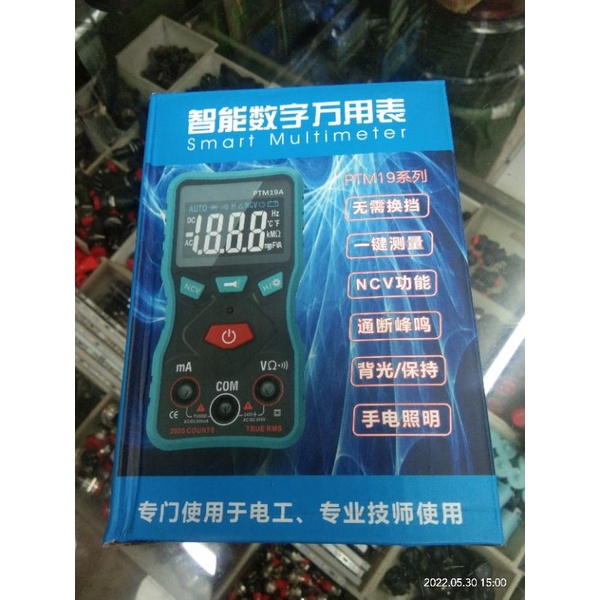 智能数字万用表
Smart Multimeter
PTM19系列
无需换挡
一键测量
NCV功能
通断峰鸣
背光/保持
手电照明
PTM19A
AUTO
NCV
DC
AC
1.8.8.8
Hz
°C°F
kMΩ
NCV
H/
mA
COM
VΩ
CE
TRUE RMS
专门使用于电工、专业技师使用
2022.05.30 15:00